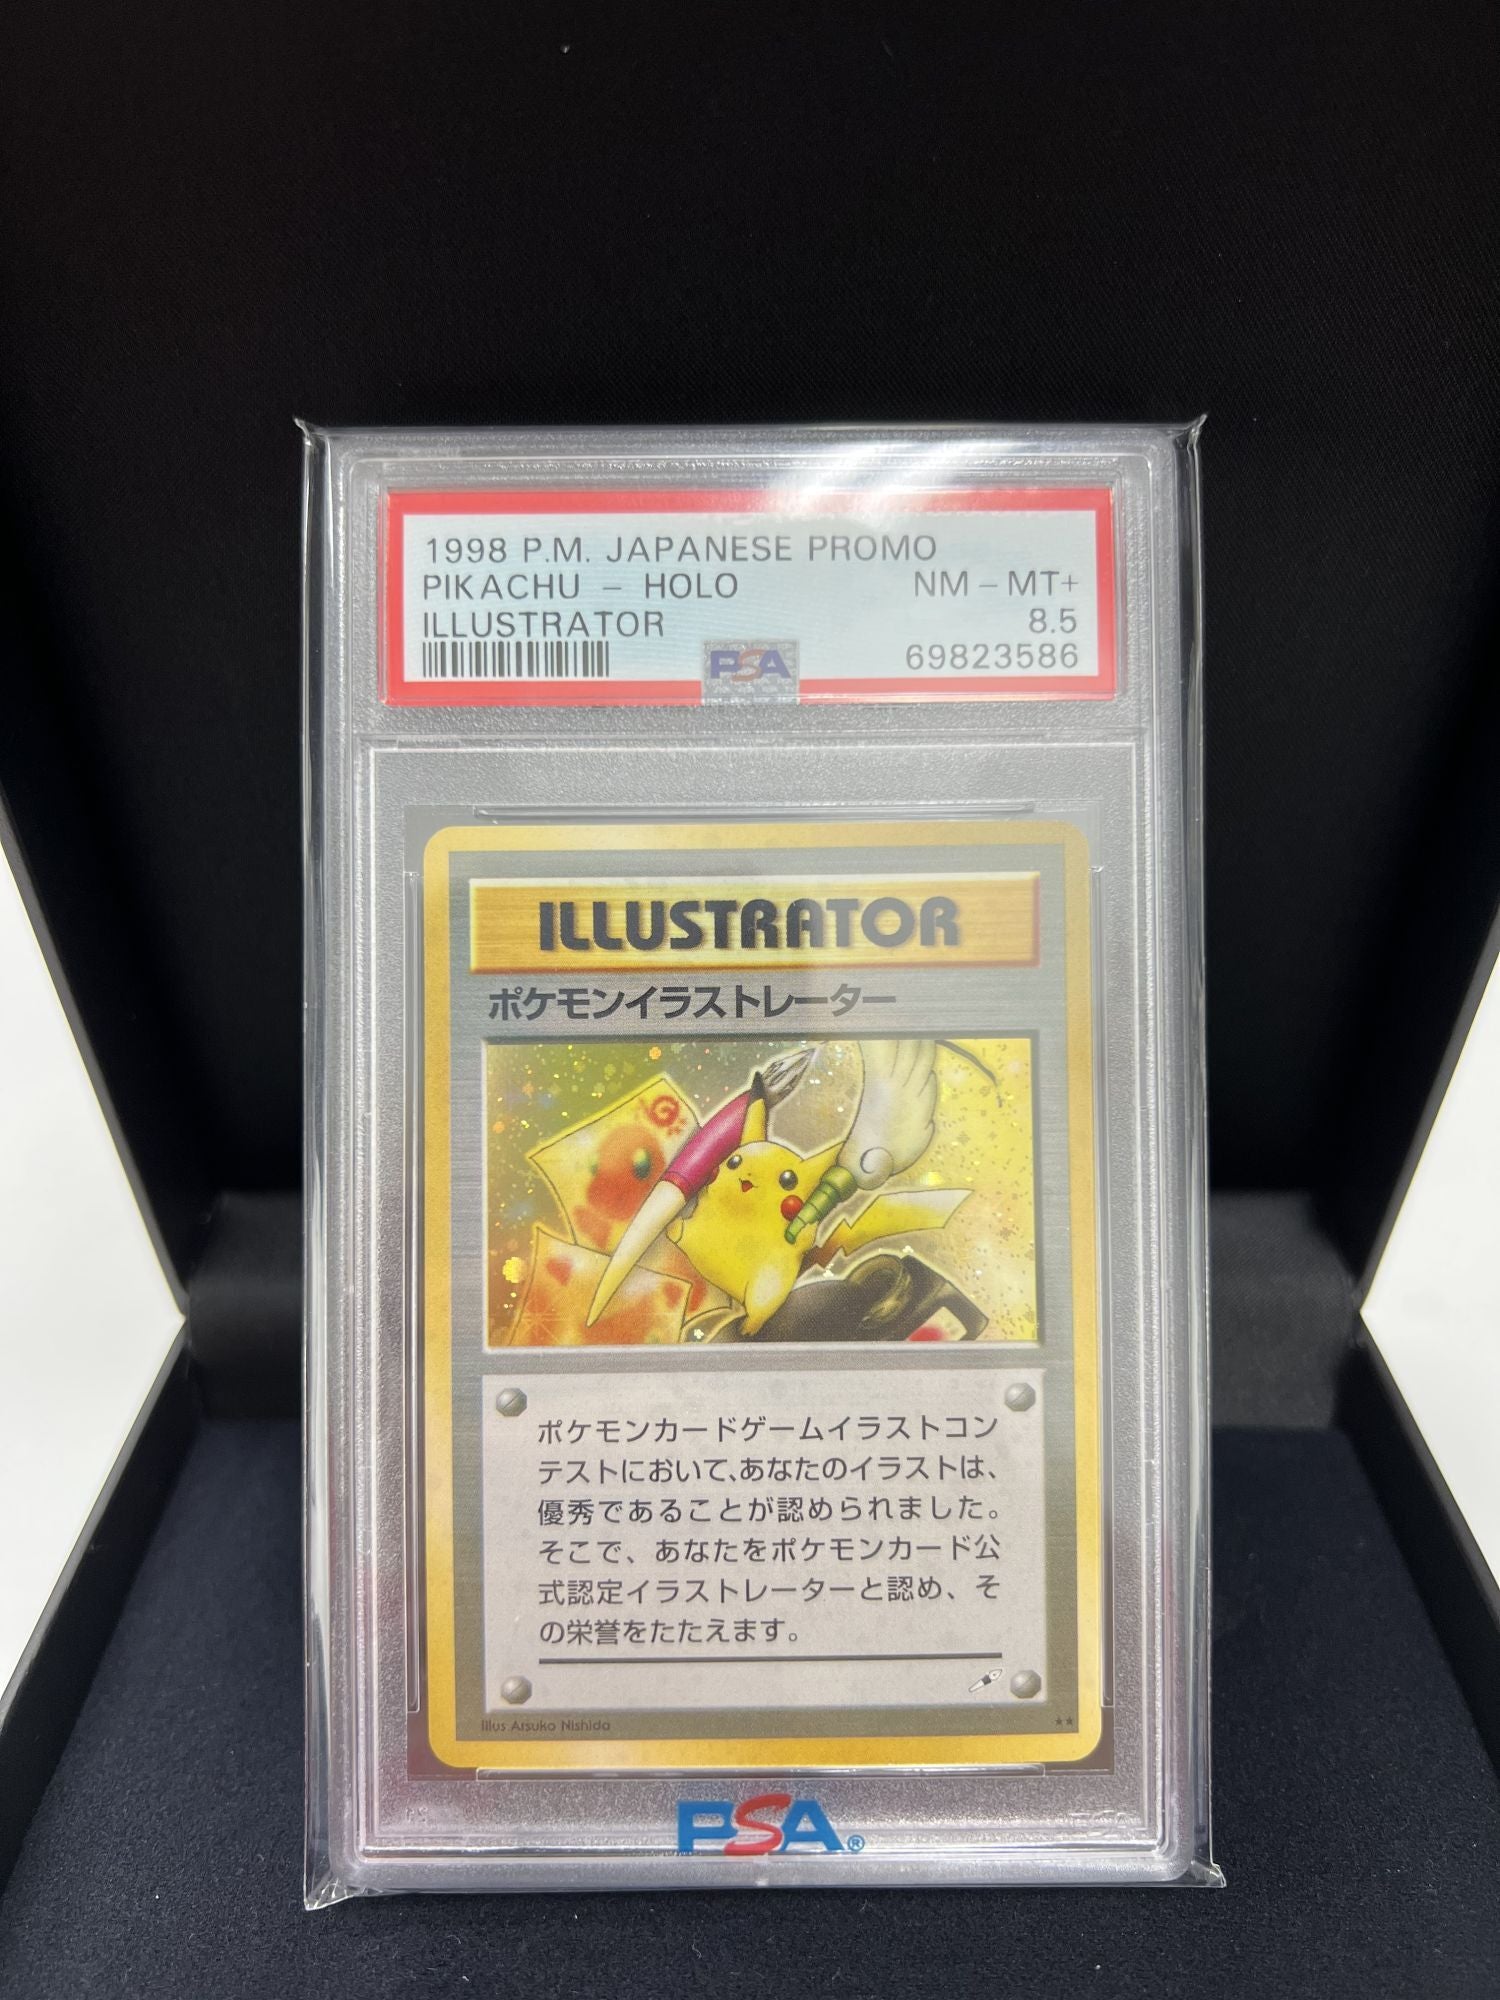 1998 P.M. JAPANESE PROMO
PIKACHU - HOLO NM - MT+
ILLUSTRATOR 8.5
PSA 69823586
ILLUSTRATOR
ポケモンイラストレーター
ポケモンカードゲームイラストコン
テストにおいて、あなたのイラストは、
優秀であることが認められました。
そこで、あなたをポケモンカード公
式認定イラストレーターと認め、そ
の栄誉をたたえます。
Illus Atsuko Nishida ★★
PSA®